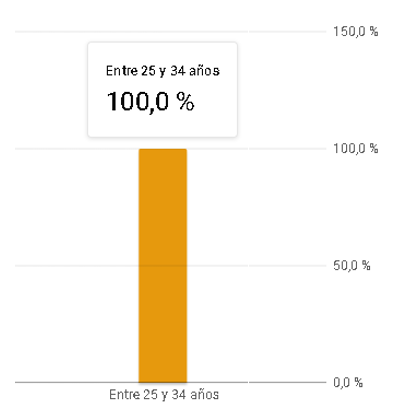 150,0 %
Entre 25 y 34 años
100,0 %
100,0 %
50,0 %
0,0 %
Entre 25 y 34 años